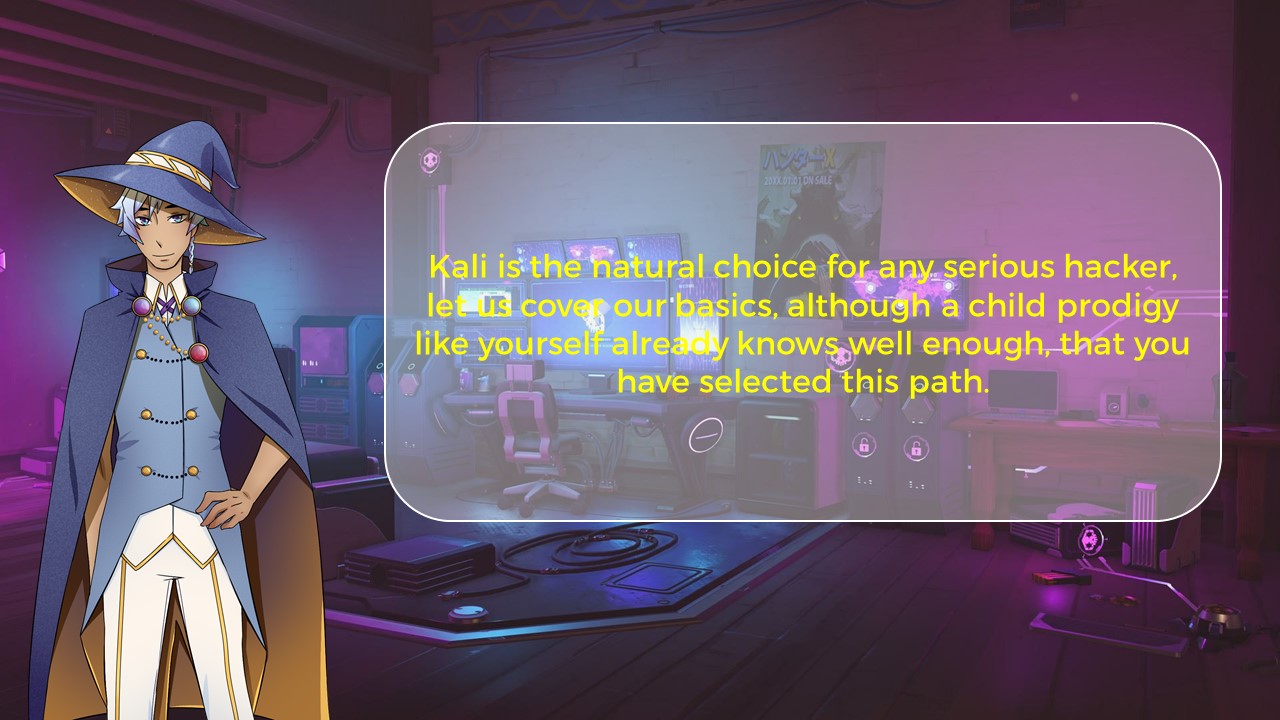 ハンターX
20XX.01.01 ON SALE
Kali is the natural choice for any serious hacker,
let us cover our basics, although a child prodigy
like yourself already knows well enough, that you
have selected this path.